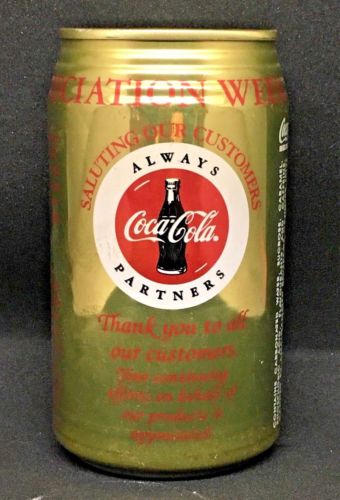 CIATION WEE
SALUTING OUR CUSTOMERS
ALWAYS
Coca-Cola
PARTNERS
Thank you to all
our customers.
Your continuing
efforts on behalf of
our products is
appreciated.